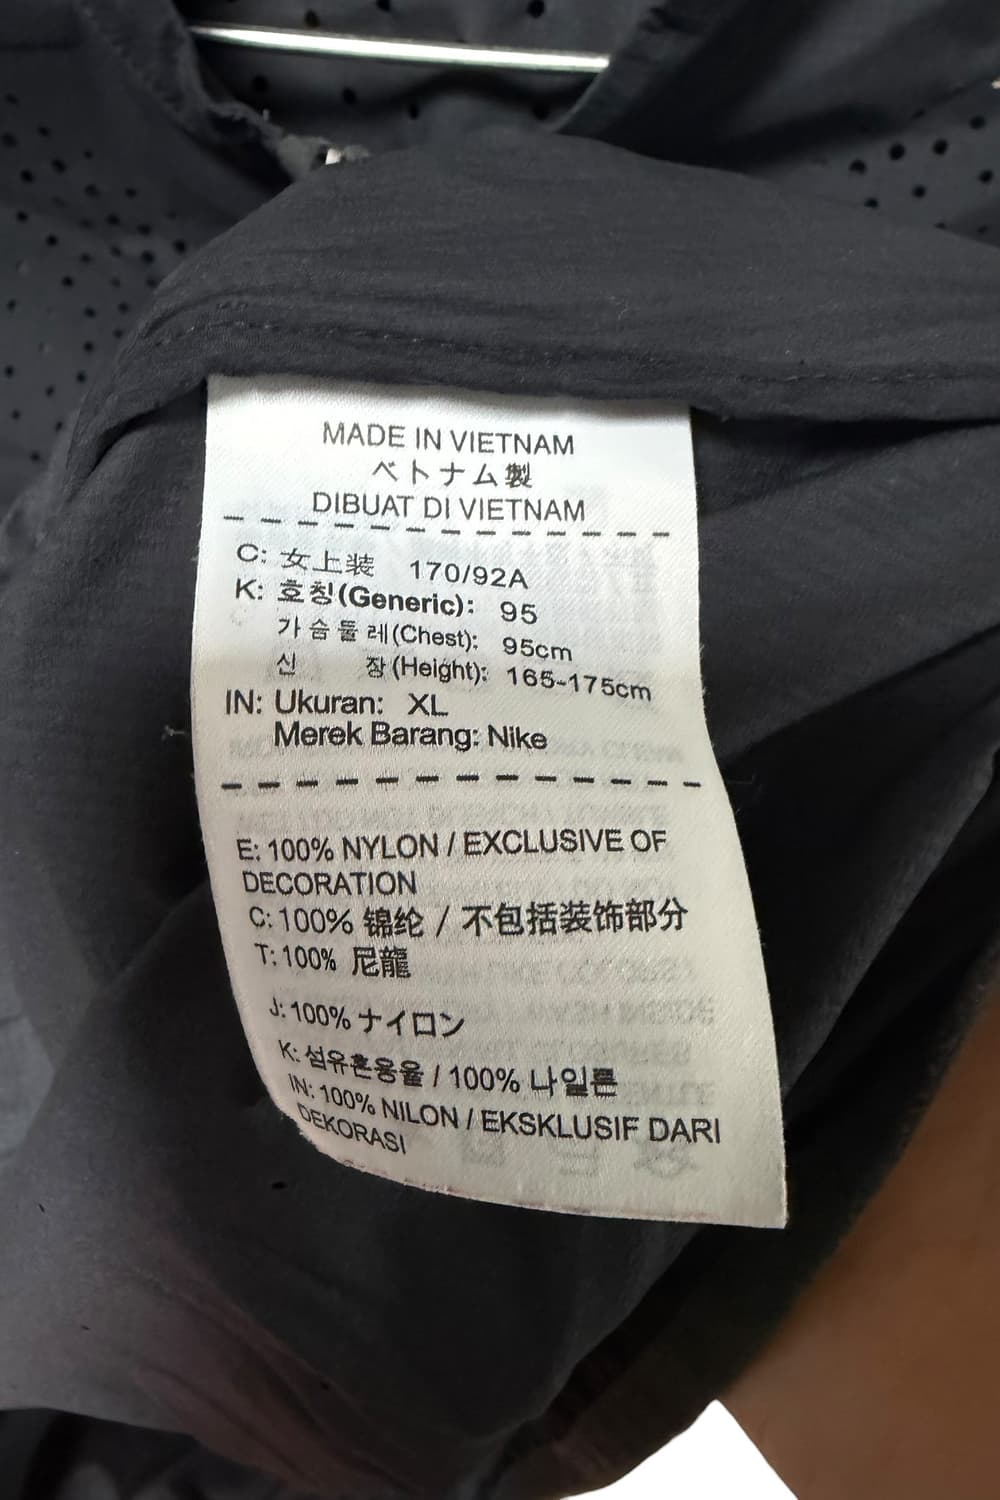 MADE IN VIETNAM
ベトナム製
DIBUAT DI VIETNAM
C: 女上装 170/92A
K: 호칭(Generic): 95
가슴둘레(Chest): 95cm
신 장(Height): 165-175cm
IN: Ukuran: XL
Merek Barang: Nike
E: 100% NYLON / EXCLUSIVE OF
DECORATION
C: 100% 锦纶 / 不包括装饰部分
T: 100% 尼龍
J: 100% ナイロン
K: 섬유혼용율 / 100% 나일론
IN: 100% NILON / EKSKLUSIF DARI
DEKORASI